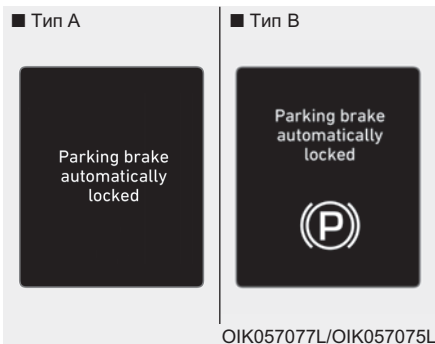 ■ Тип A
Parking brake
automatically
locked
■ Тип B
Parking brake
automatically
locked
P
OIK057077L/OIK057075L